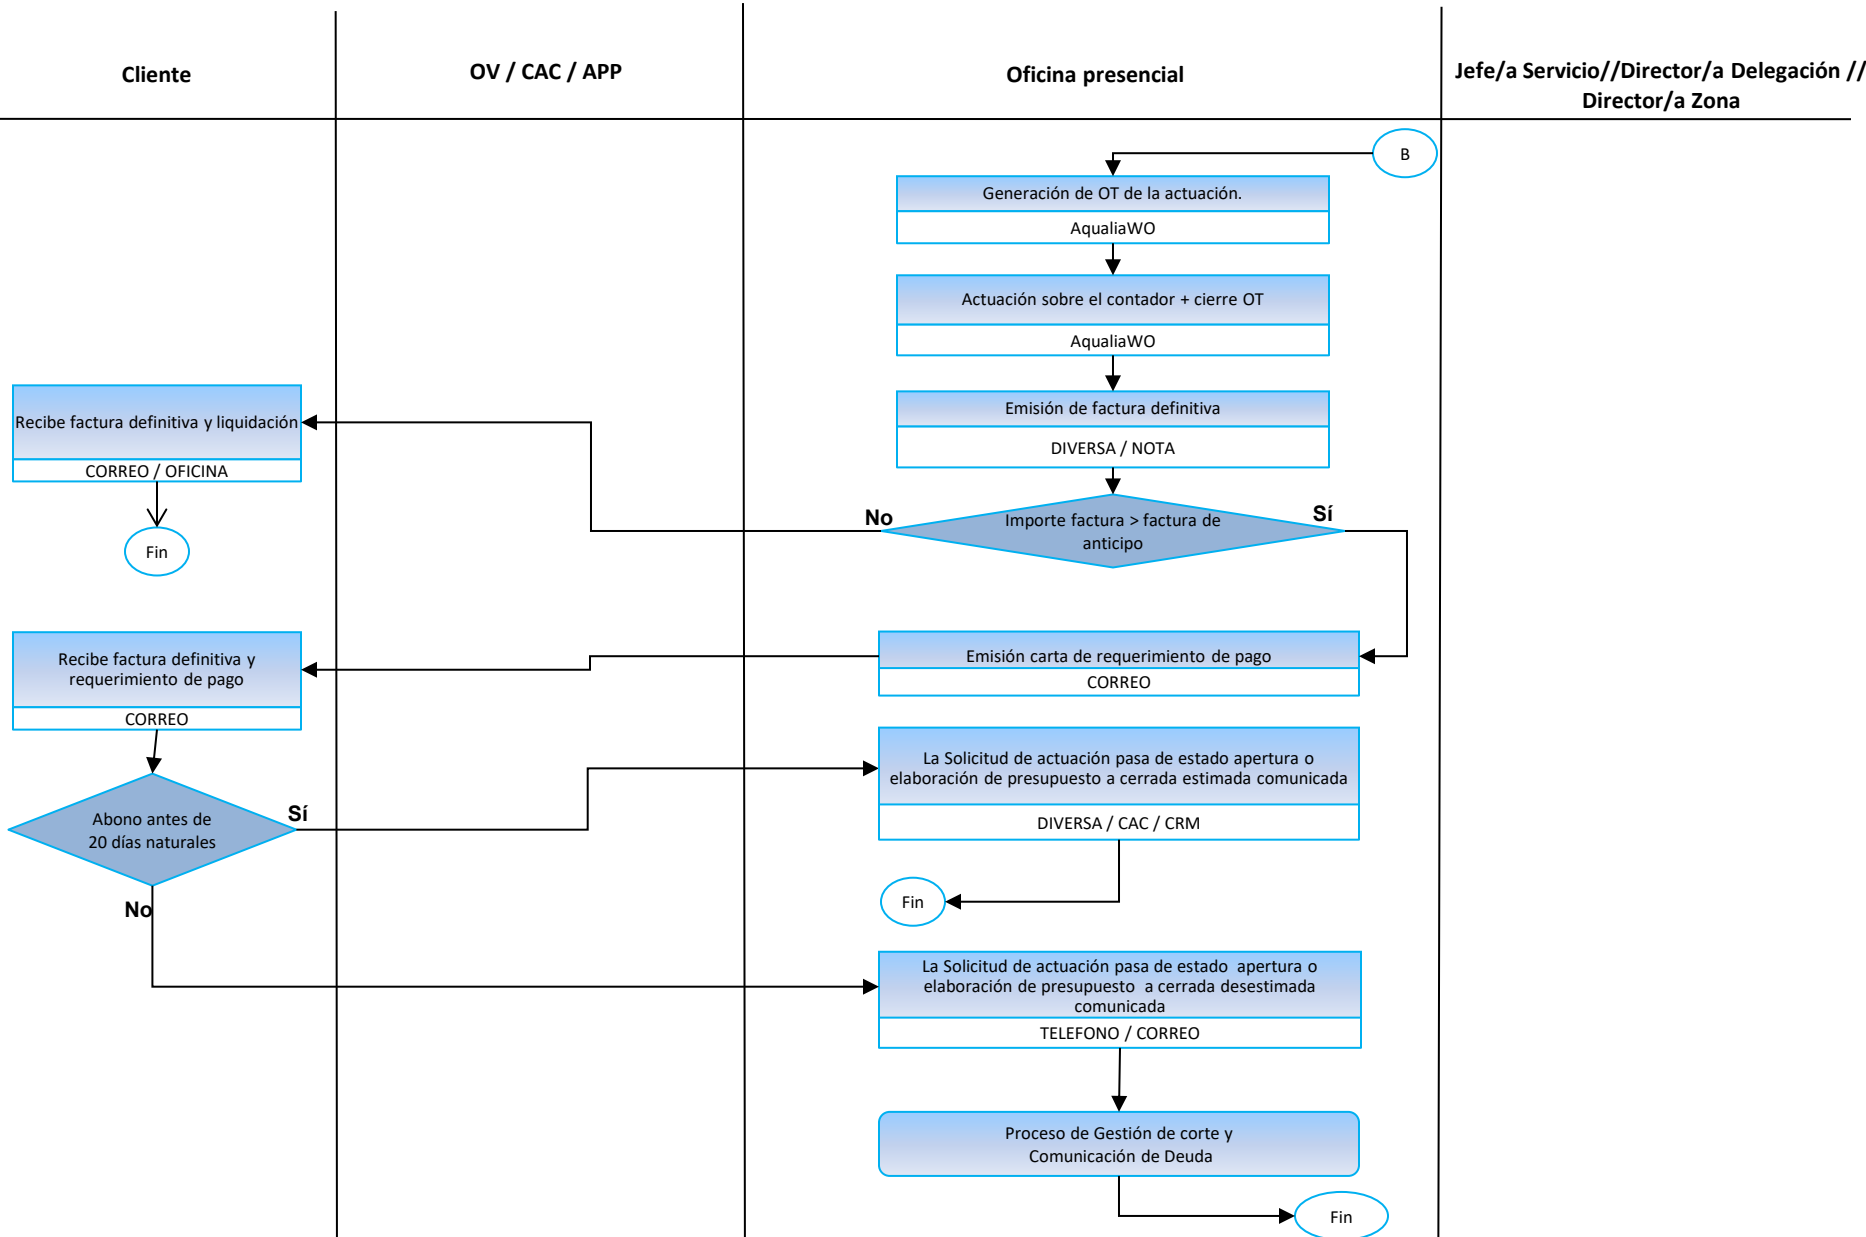 Cliente
OV / CAC / APP
Oficina presencial
Jefe/a Servicio//Director/a Delegación //
Director/a Zona
B
Generación de OT de la actuación.
AqualiaWO
Actuación sobre el contador + cierre OT
AqualiaWO
Emisión de factura definitiva
DIVERSA / NOTA
Recibe factura definitiva y liquidación
CORREO / OFICINA
Fin
No
Importe factura > factura de
anticipo
Sí
Emisión carta de requerimiento de pago
CORREO
Recibe factura definitiva y
requerimiento de pago
CORREO
Abono antes de
20 días naturales
Sí
No
La Solicitud de actuación pasa de estado apertura o
elaboración de presupuesto a cerrada estimada comunicada
DIVERSA / CAC / CRM
Fin
La Solicitud de actuación pasa de estado  apertura o
elaboración de presupuesto  a cerrada desestimada
comunicada
TELEFONO / CORREO
Proceso de Gestión de corte y
Comunicación de Deuda
Fin